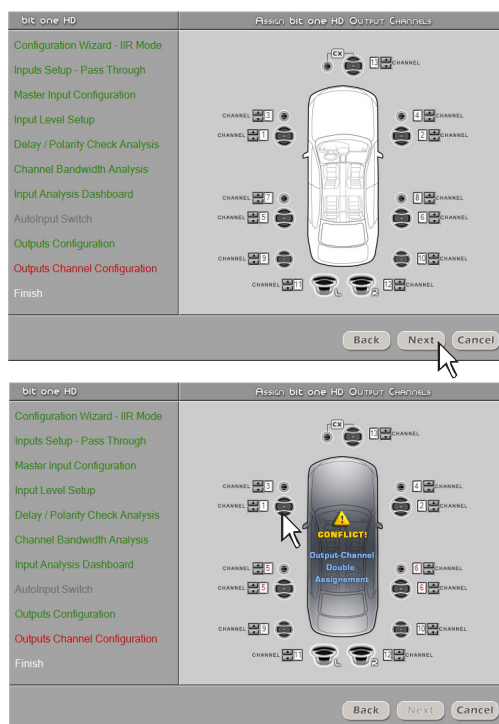 bit one HD
Assign bit one HD Output Channels
Configuration Wizard - IIR Mode
Inputs Setup - Pass Through
Master Input Configuration
Input Level Setup
Delay / Polarity Check Analysis
Channel Bandwidth Analysis
Input Analysis Dashboard
AutoInput Switch
Outputs Configuration
Outputs Channel Configuration
Finish
CX
13 CHANNEL
CHANNEL 3
4 CHANNEL
CHANNEL 1
2 CHANNEL
CHANNEL 7
8 CHANNEL
CHANNEL 5
6 CHANNEL
CHANNEL 9
10 CHANNEL
CHANNEL 11
L
R
12 CHANNEL
Back Next Cancel
bit one HD
Assign bit one HD Output Channels
Configuration Wizard - IIR Mode
Inputs Setup - Pass Through
Master Input Configuration
Input Level Setup
Delay / Polarity Check Analysis
Channel Bandwidth Analysis
Input Analysis Dashboard
AutoInput Switch
Outputs Configuration
Outputs Channel Configuration
Finish
CX
13 CHANNEL
CHANNEL 3
4 CHANNEL
CHANNEL 1
2 CHANNEL
CONFLICT!
Output-Channel
Double
Assignement
CHANNEL 5
6 CHANNEL
CHANNEL 5
6 CHANNEL
CHANNEL 9
10 CHANNEL
CHANNEL 11
L
R
12 CHANNEL
Back Next Cancel